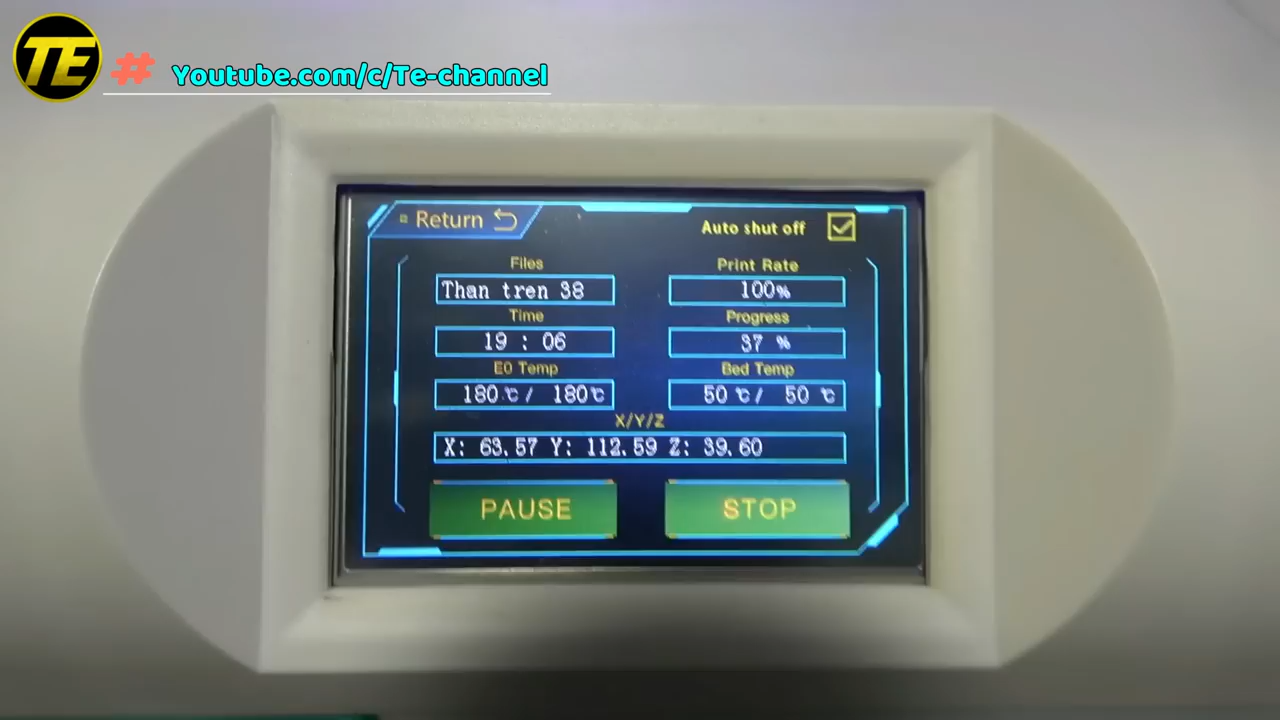 TE # Youtube.com/c/Te-channel
Return
Auto shut off
Files
Print Rate
Than tren 38
100%
Time
Progress
19 : 06
37 %
E0 Temp
Bed Temp
180 ℃ / 180℃
50 ℃ / 50 ℃
X/Y/Z
X: 63.57 Y: 112.59 Z: 39.60
PAUSE
STOP